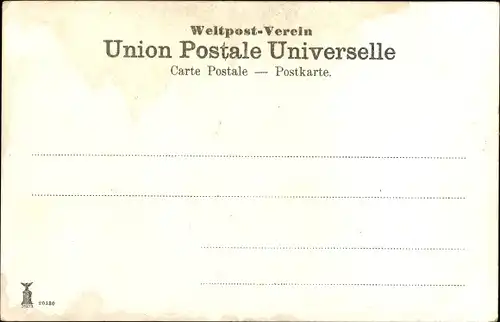 Weltpost-Verein
Union Postale Universelle
Carte Postale — Postkarte.